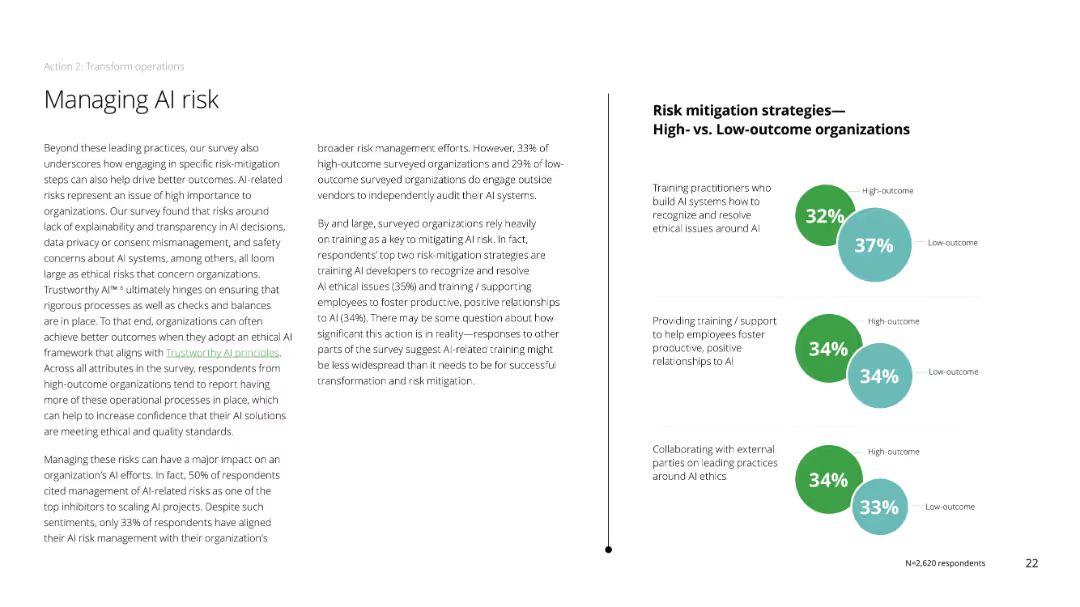 Action 2: Transform operations
Managing AI risk
Beyond these leading practices, our survey also
underscores how engaging in specific risk-mitigation
steps can also help drive better outcomes. AI-related
risks represent an issue of high importance to
organizations. Our survey found that risks around
lack of explainability and transparency in AI decisions,
data privacy or consent mismanagement, and safety
concerns about AI systems, among others, all loom
large as ethical risks that concern organizations.
Trustworthy AI™ ⁶ ultimately hinges on ensuring that
rigorous processes as well as checks and balances
are in place. To that end, organizations can often
achieve better outcomes when they adopt an ethical AI
framework that aligns with Trustworthy AI principles.
Across all attributes in the survey, respondents from
high-outcome organizations tend to report having
more of these operational processes in place, which
can help to increase confidence that their AI solutions
are meeting ethical and quality standards.
Managing these risks can have a major impact on an
organization's AI efforts. In fact, 50% of respondents
cited management of AI-related risks as one of the
top inhibitors to scaling AI projects. Despite such
sentiments, only 33% of respondents have aligned
their AI risk management with their organization's
broader risk management efforts. However, 33% of
high-outcome surveyed organizations and 29% of low-
outcome surveyed organizations do engage outside
vendors to independently audit their AI systems.
By and large, surveyed organizations rely heavily
on training as a key to mitigating AI risk. In fact,
respondents' top two risk-mitigation strategies are
training AI developers to recognize and resolve
AI ethical issues (35%) and training / supporting
employees to foster productive, positive relationships
to AI (34%). There may be some question about how
significant this action is in reality—responses to other
parts of the survey suggest AI-related training might
be less widespread than it needs to be for successful
transformation and risk mitigation.
Risk mitigation strategies—
High- vs. Low-outcome organizations
Training practitioners who
build AI systems how to
recognize and resolve
ethical issues around AI
High-outcome
32%
37%
Low-outcome
Providing training / support
to help employees foster
productive, positive
relationships to AI
High-outcome
34%
34%
Low-outcome
Collaborating with external
parties on leading practices
around AI ethics
High-outcome
34%
33%
Low-outcome
N=2,620 respondents
22